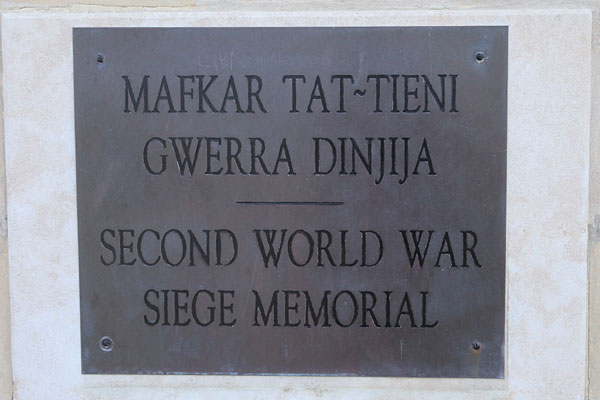 MAFKAR TAT~TIENI
GWERRA DINJIJA
SECOND WORLD WAR
SIEGE MEMORIAL